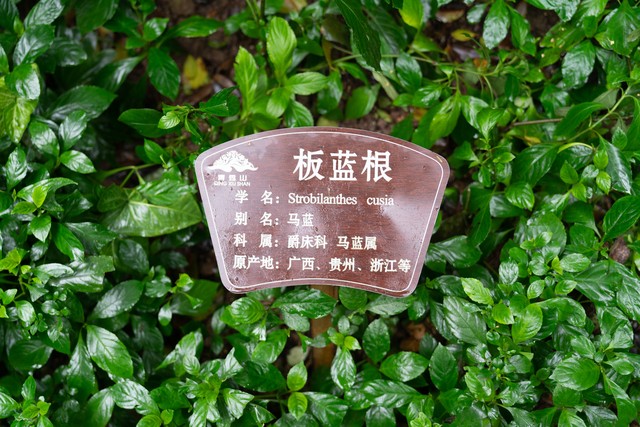 板蓝根
学 名：Strobilanthes cusia
别 名：马蓝
科 属：爵床科 马蓝属
原产地：广西、贵州、浙江等